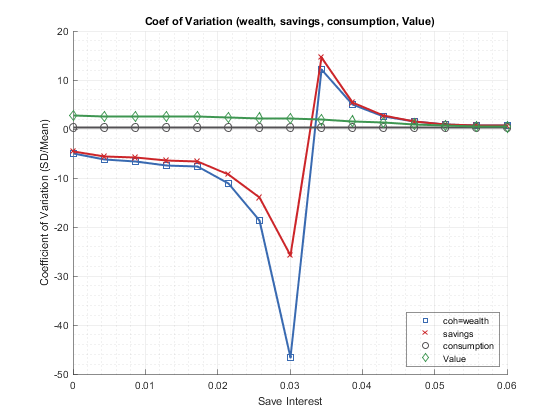 Coef of Variation (wealth, savings, consumption, Value)
20
10
0
-10
-20
-30
-40
-50
Coefficient of Variation (SD/Mean)
0
0.01
0.02
0.03
0.04
0.05
0.06
Save Interest
coh=wealth
savings
consumption
Value